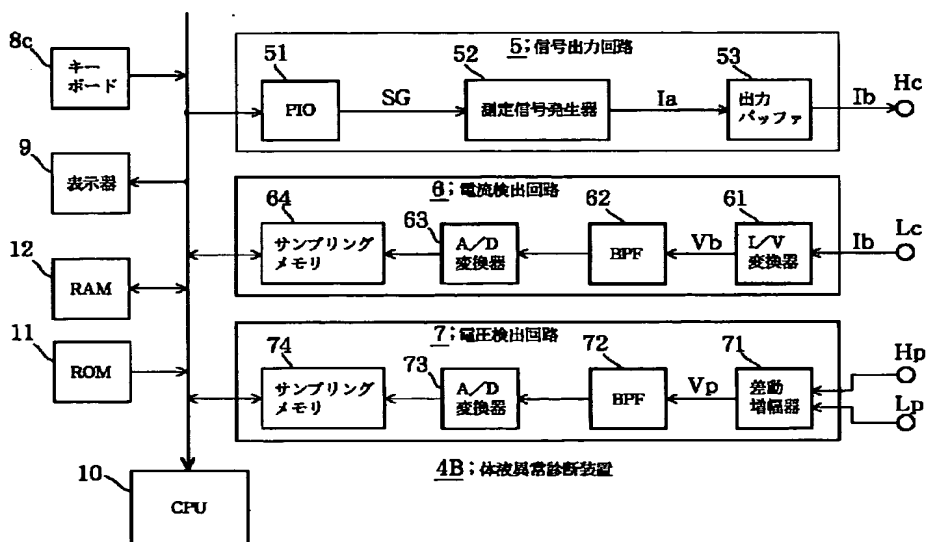 8c
キー
ボード
9
表示器
12
RAM
11
ROM
10
CPU
5；信号出力回路
51
PIO
SG
52
測定信号発生器
Ia
53
出力
バッファ
Ib
Hc
6；電流検出回路
64
サンプリング
メモリ
63
A／D
変換器
62
BPF
Vb
61
I／V
変換器
Ib
Lc
7；電圧検出回路
74
サンプリング
メモリ
73
A／D
変換器
72
BPF
Vp
71
差動
増幅器
Hp
Lp
4B；体液異常診断装置